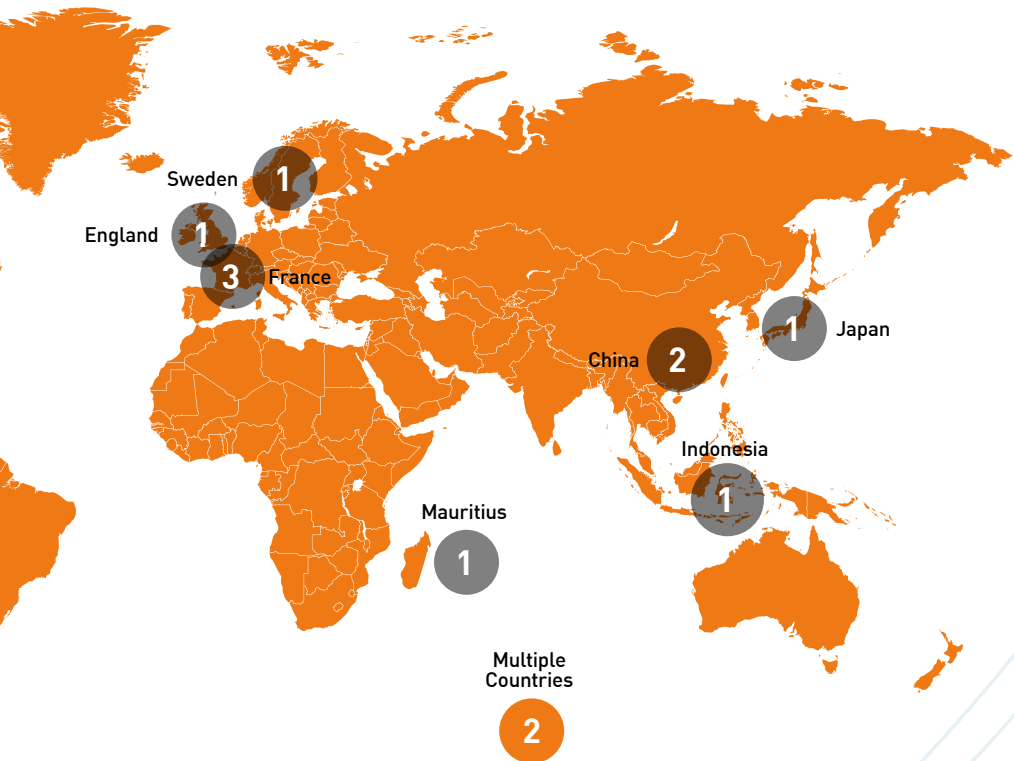 Sweden
1
England
1
3
France
China
2
1
Japan
Indonesia
1
Mauritius
1
Multiple
Countries
2